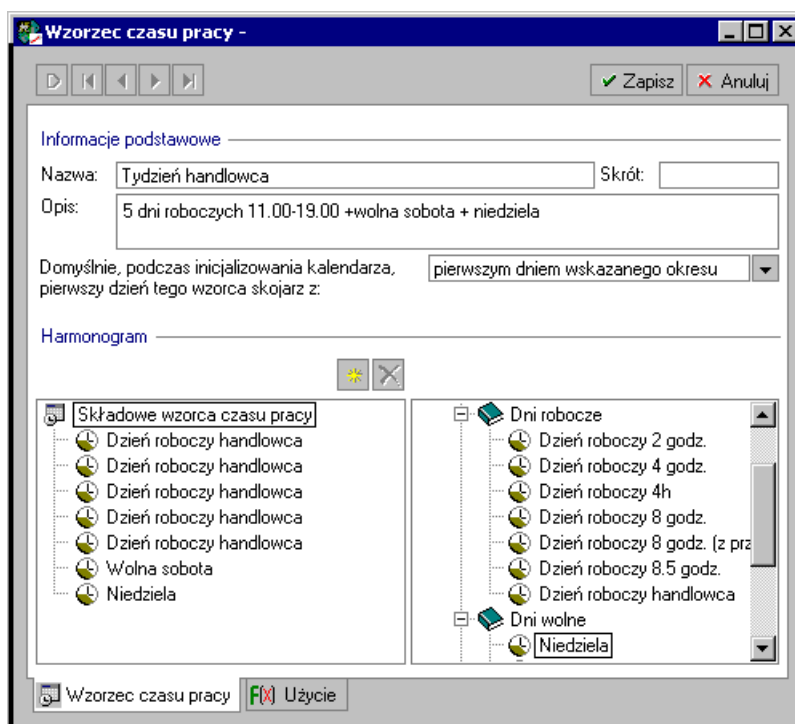 Wzorzec czasu pracy -
Zapisz Anuluj
Informacje podstawowe
Nazwa: Tydzień handlowca Skrót:
Opis: 5 dni roboczych 11.00-19.00 +wolna sobota + niedziela
Domyślnie, podczas inicjalizowania kalendarza,
pierwszy dzień tego wzorca skojarz z:
pierwszym dniem wskazanego okresu
Harmonogram
Składowe wzorca czasu pracy
Dzień roboczy handlowca
Dzień roboczy handlowca
Dzień roboczy handlowca
Dzień roboczy handlowca
Dzień roboczy handlowca
Wolna sobota
Niedziela
Dni robocze
Dzień roboczy 2 godz.
Dzień roboczy 4 godz.
Dzień roboczy 4h
Dzień roboczy 8 godz.
Dzień roboczy 8 godz. (z prz
Dzień roboczy 8.5 godz.
Dzień roboczy handlowca
Dni wolne
Niedziela
Wzorzec czasu pracy F(X) Użycie